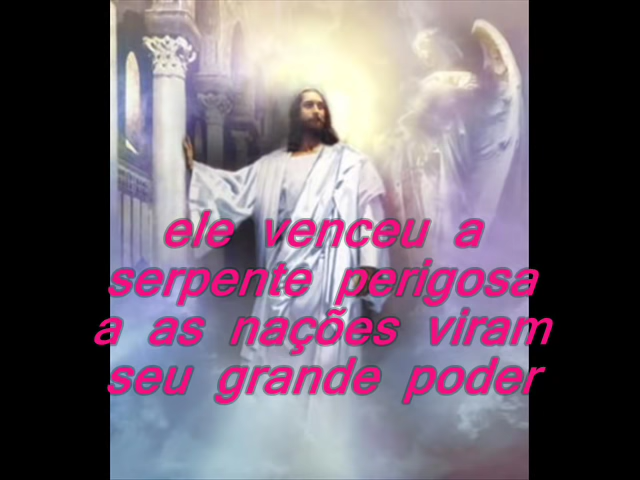 ele venceu a
serpente perigosa
a as nações viram
seu grande poder